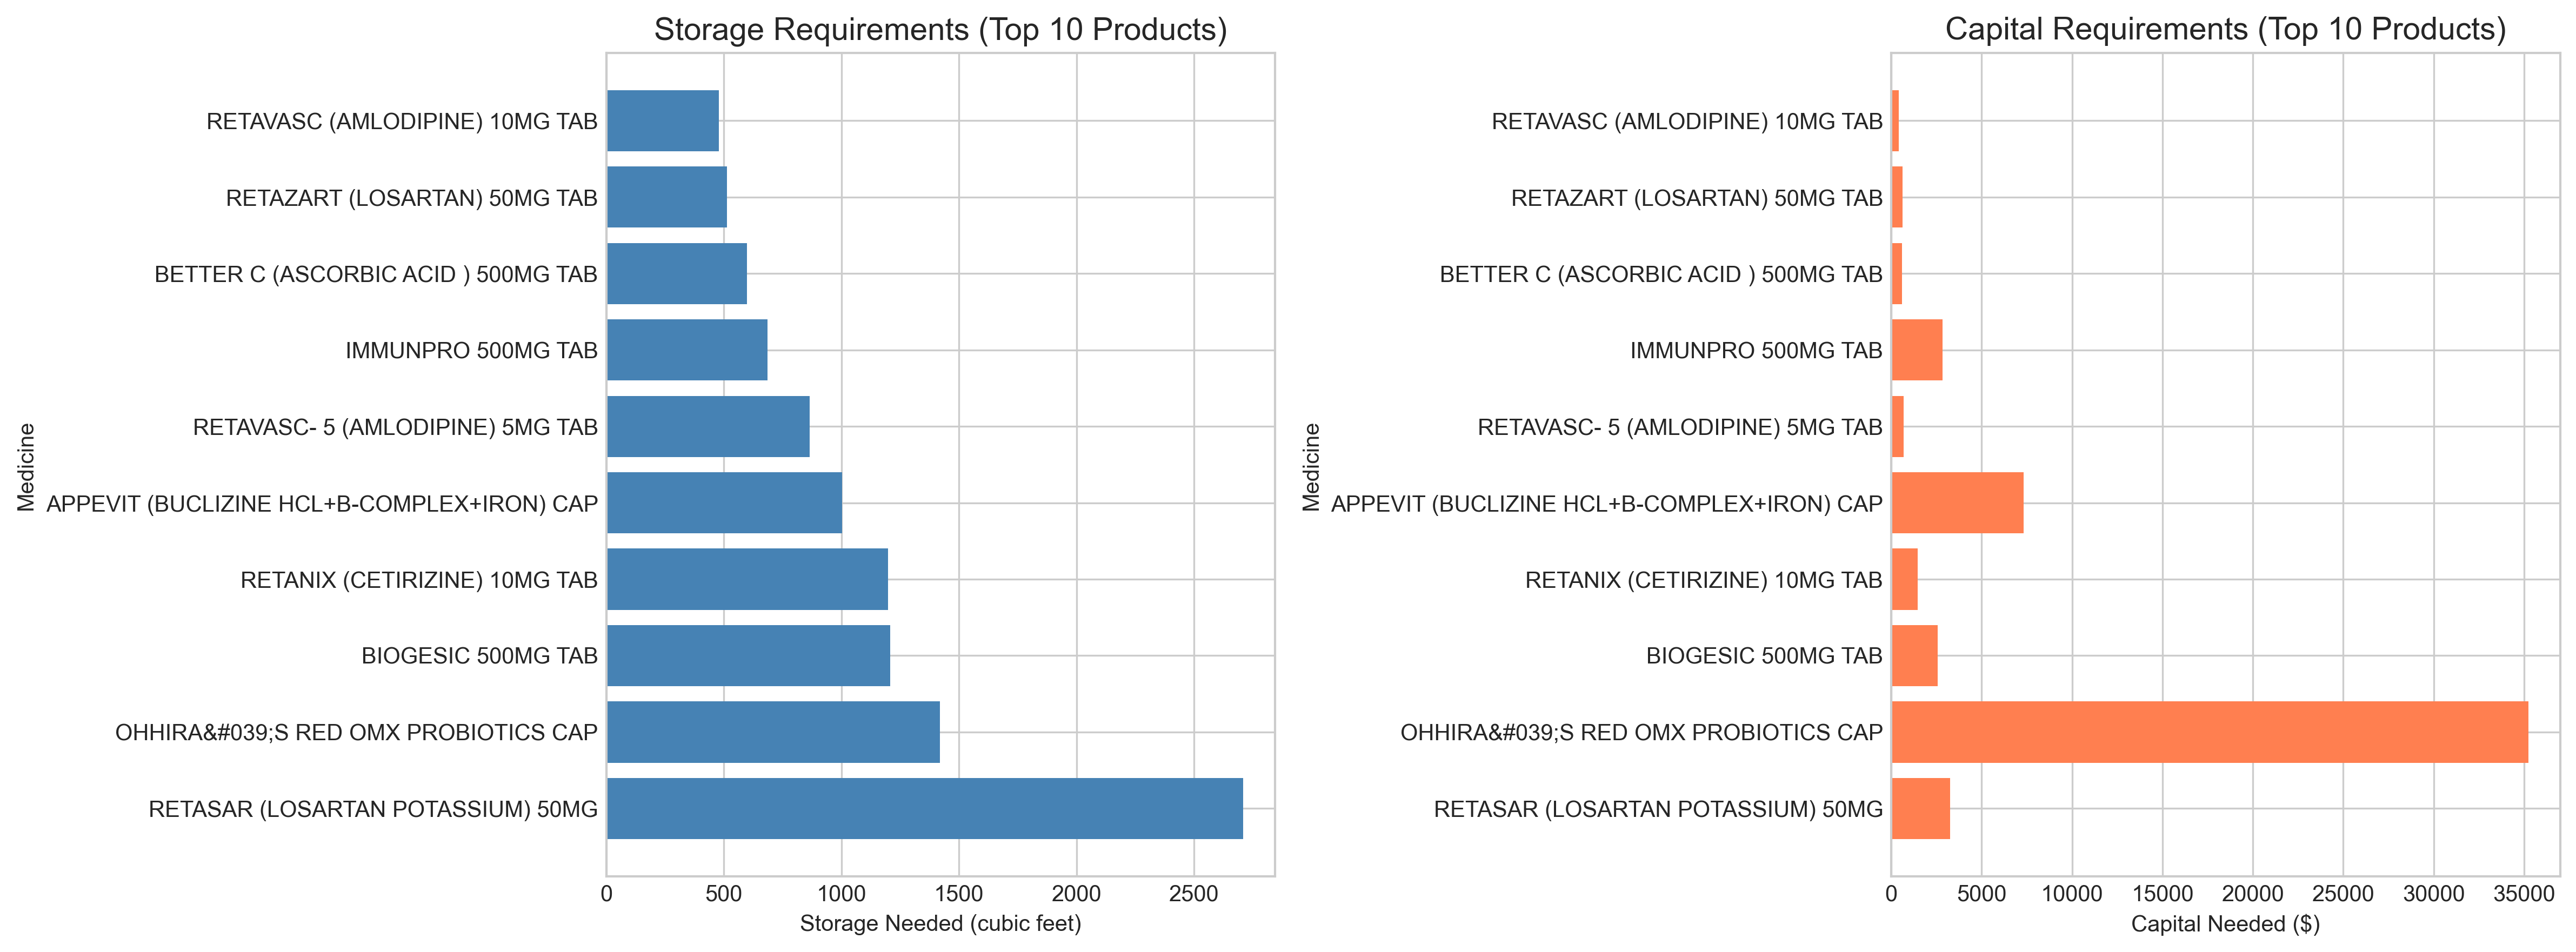 Storage Requirements (Top 10 Products)
Medicine
RETAVASC (AMLODIPINE) 10MG TAB
RETAZART (LOSARTAN) 50MG TAB
BETTER C (ASCORBIC ACID ) 500MG TAB
IMMUNPRO 500MG TAB
RETAVASC- 5 (AMLODIPINE) 5MG TAB
APPEVIT (BUCLIZINE HCL+B-COMPLEX+IRON) CAP
RETANIX (CETIRIZINE) 10MG TAB
BIOGESIC 500MG TAB
OHHIRA&#039;S RED OMX PROBIOTICS CAP
RETASAR (LOSARTAN POTASSIUM) 50MG
0 500 1000 1500 2000 2500
Storage Needed (cubic feet)
Capital Requirements (Top 10 Products)
Medicine
RETAVASC (AMLODIPINE) 10MG TAB
RETAZART (LOSARTAN) 50MG TAB
BETTER C (ASCORBIC ACID ) 500MG TAB
IMMUNPRO 500MG TAB
RETAVASC- 5 (AMLODIPINE) 5MG TAB
APPEVIT (BUCLIZINE HCL+B-COMPLEX+IRON) CAP
RETANIX (CETIRIZINE) 10MG TAB
BIOGESIC 500MG TAB
OHHIRA&#039;S RED OMX PROBIOTICS CAP
RETASAR (LOSARTAN POTASSIUM) 50MG
0 5000 10000 15000 20000 25000 30000 35000
Capital Needed ($)